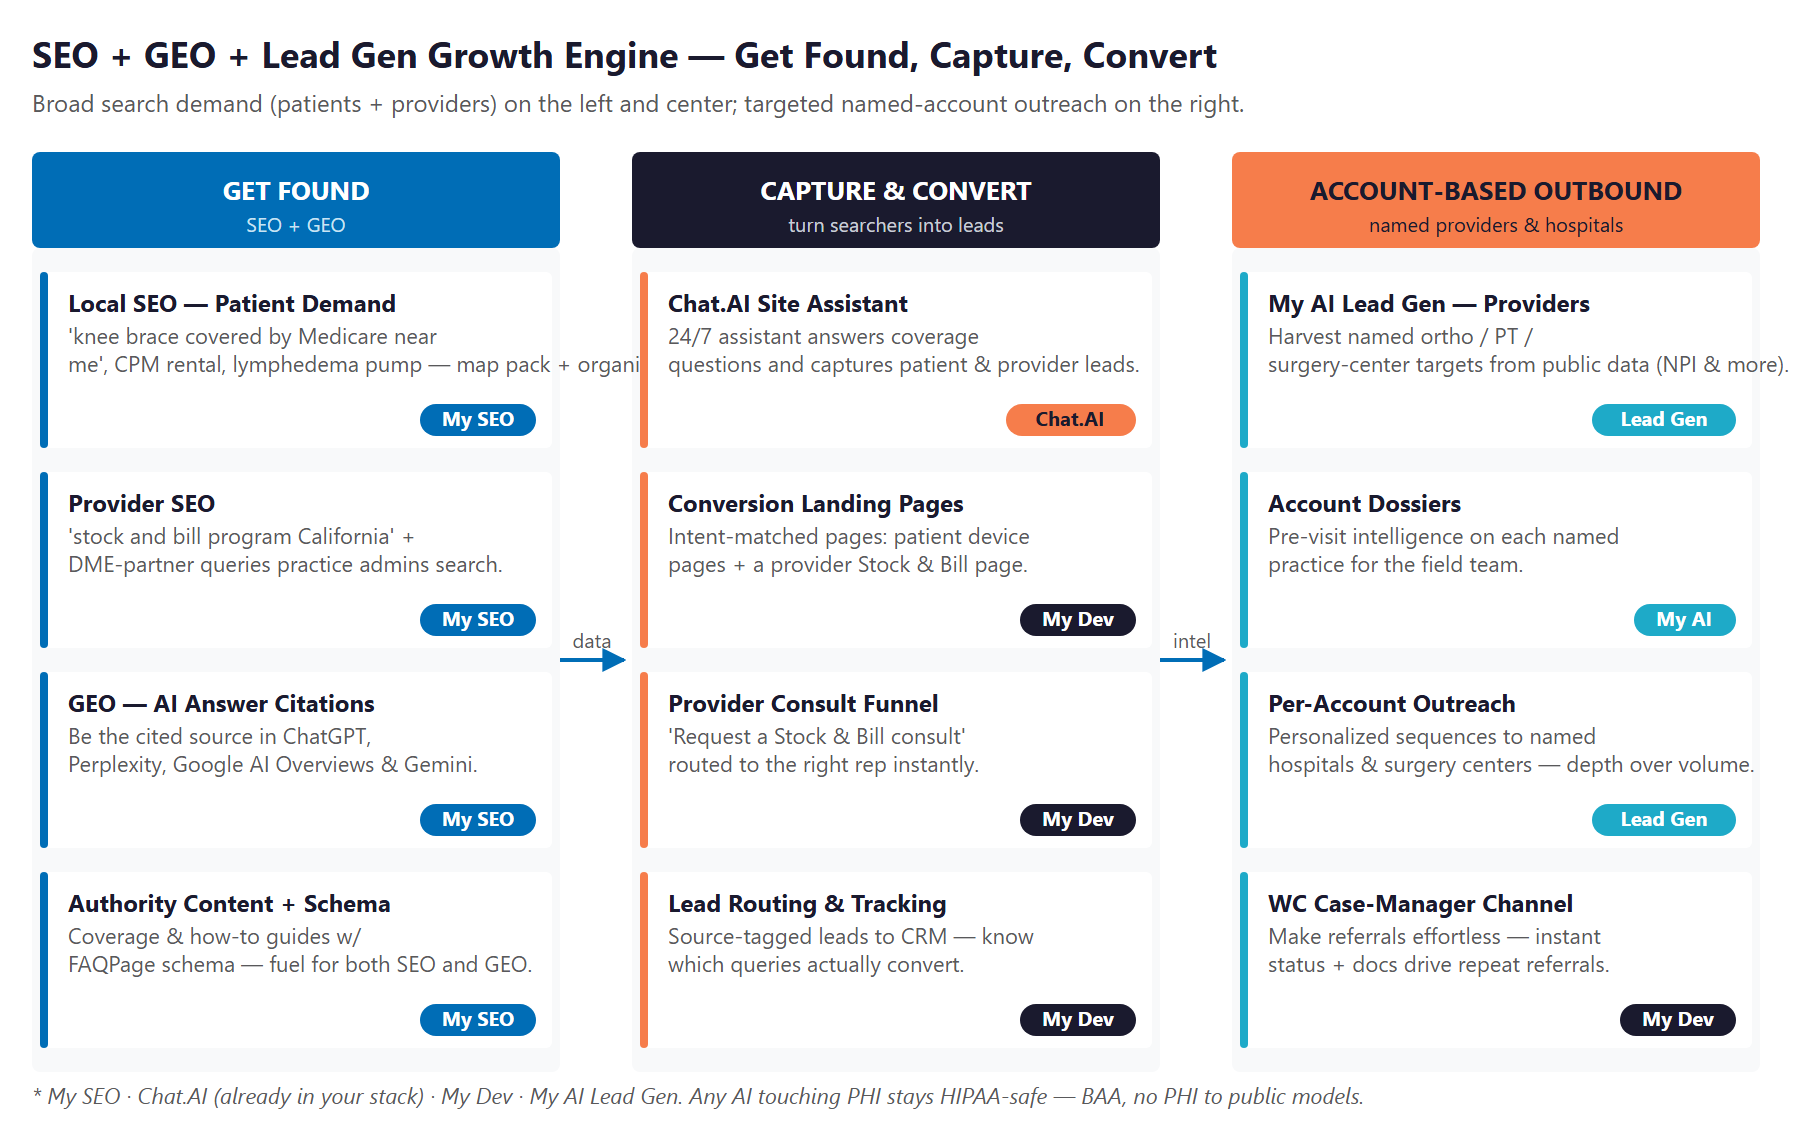 SEO + GEO + Lead Gen Growth Engine — Get Found, Capture, Convert
Broad search demand (patients + providers) on the left and center; targeted named-account outreach on the right.
GET FOUND
SEO + GEO
Local SEO — Patient Demand
'knee brace covered by Medicare near
me', CPM rental, lymphedema pump — map pack + organi
My SEO
Provider SEO
'stock and bill program California' +
DME-partner queries practice admins search.
My SEO
GEO — AI Answer Citations
Be the cited source in ChatGPT,
Perplexity, Google AI Overviews & Gemini.
My SEO
Authority Content + Schema
Coverage & how-to guides w/
FAQPage schema — fuel for both SEO and GEO.
My SEO
data
CAPTURE & CONVERT
turn searchers into leads
Chat.AI Site Assistant
24/7 assistant answers coverage
questions and captures patient & provider leads.
Chat.AI
Conversion Landing Pages
Intent-matched pages: patient device
pages + a provider Stock & Bill page.
My Dev
Provider Consult Funnel
'Request a Stock & Bill consult'
routed to the right rep instantly.
My Dev
Lead Routing & Tracking
Source-tagged leads to CRM — know
which queries actually convert.
My Dev
intel
ACCOUNT-BASED OUTBOUND
named providers & hospitals
My AI Lead Gen — Providers
Harvest named ortho / PT /
surgery-center targets from public data (NPI & more).
Lead Gen
Account Dossiers
Pre-visit intelligence on each named
practice for the field team.
My AI
Per-Account Outreach
Personalized sequences to named
hospitals & surgery centers — depth over volume.
Lead Gen
WC Case-Manager Channel
Make referrals effortless — instant
status + docs drive repeat referrals.
My Dev
* My SEO · Chat.AI (already in your stack) · My Dev · My AI Lead Gen. Any AI touching PHI stays HIPAA-safe — BAA, no PHI to public models.